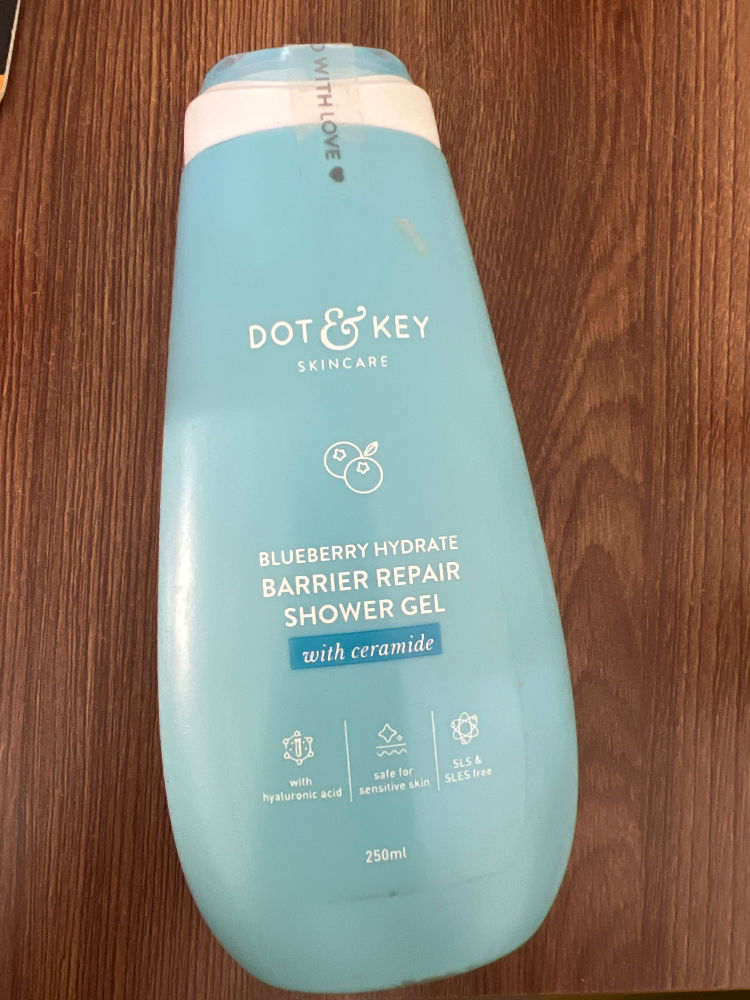 WITH LOVE
DOT & KEY
SKINCARE
BLUEBERRY HYDRATE
BARRIER REPAIR
SHOWER GEL
with ceramide
with
hyaluronic acid
safe for
sensitive skin
SLS &
SLES free
250ml